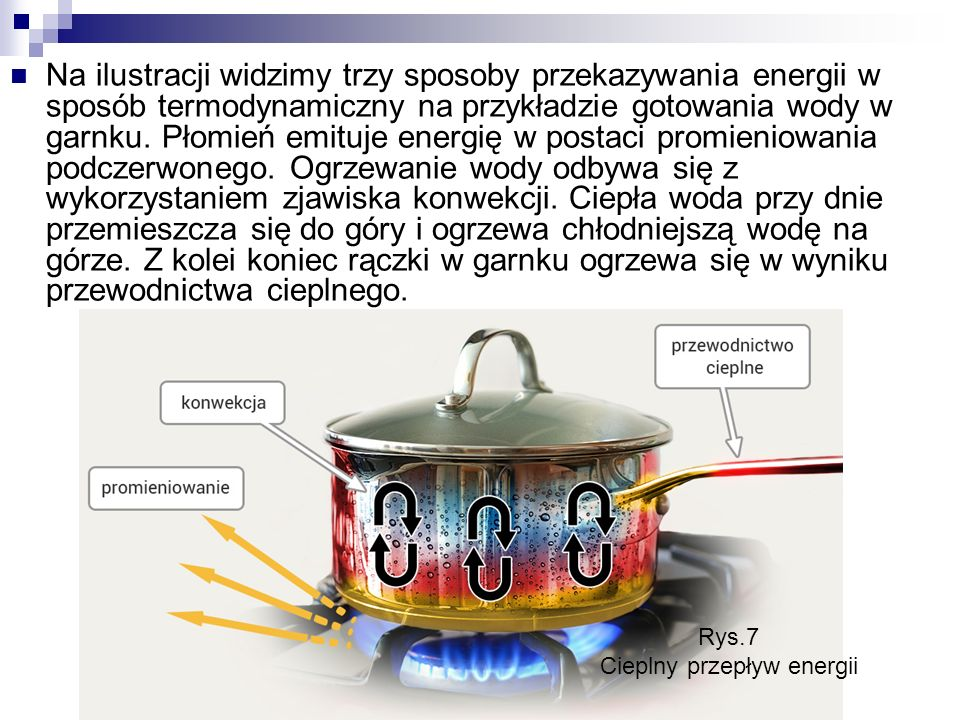 Na ilustracji widzimy trzy sposoby przekazywania energii w
sposób termodynamiczny na przykładzie gotowania wody w
garnku. Płomień emituje energię w postaci promieniowania
podczerwonego. Ogrzewanie wody odbywa się z
wykorzystaniem zjawiska konwekcji. Ciepła woda przy dnie
przemieszcza się do góry i ogrzewa chłodniejszą wodę na
górze. Z kolei koniec rączki w garnku ogrzewa się w wyniku
przewodnictwa cieplnego.
przewodnictwo
cieplne
konwekcja
promieniowanie
Rys.7
Cieplny przepływ energii